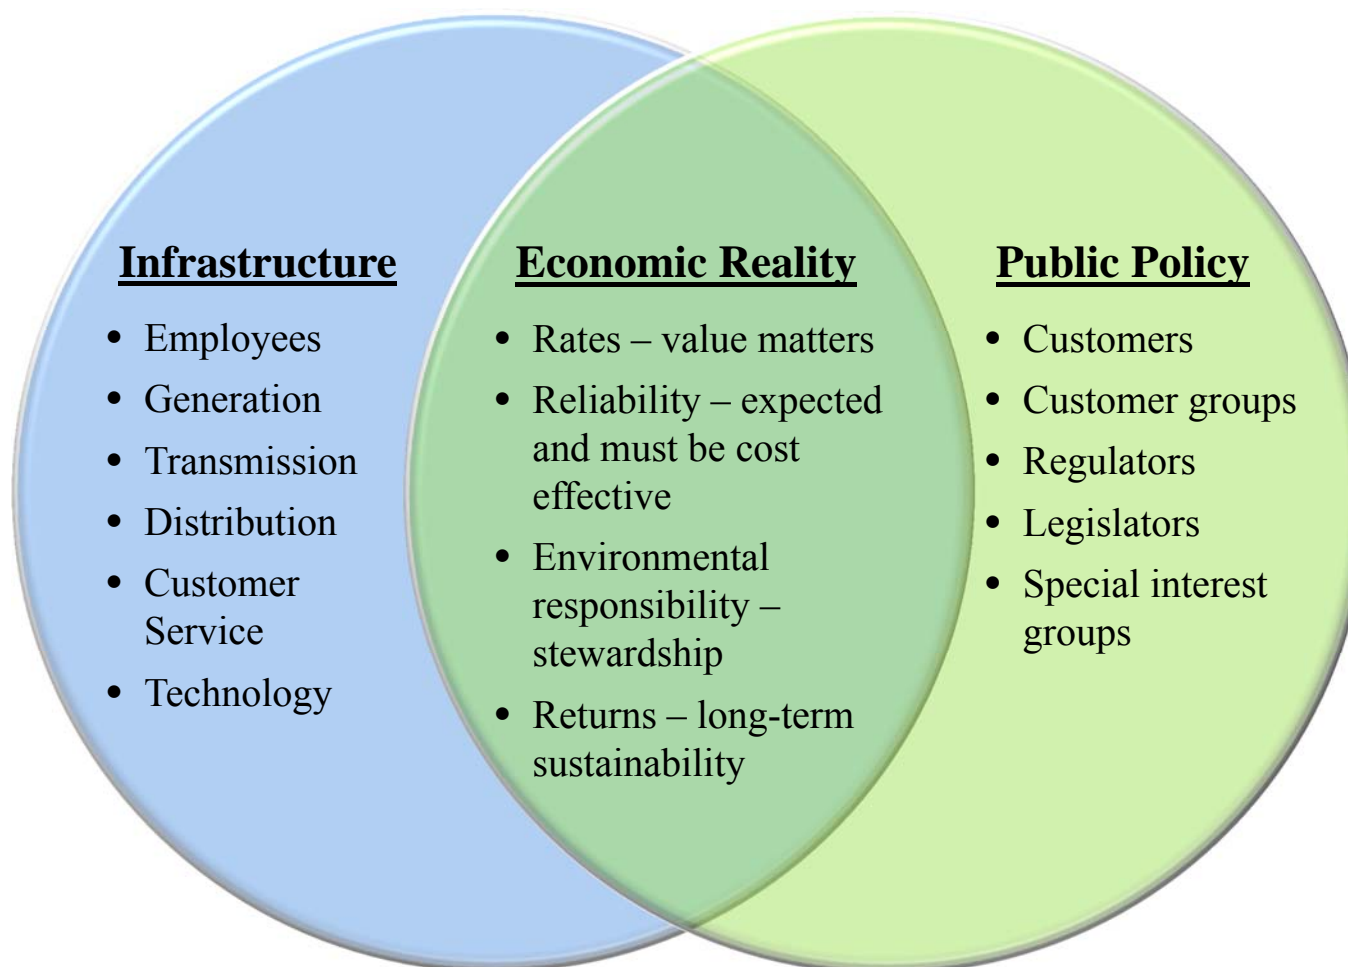 Infrastructure
• Employees
• Generation
• Transmission
• Distribution
• Customer
Service
• Technology
Economic Reality
• Rates – value matters
• Reliability – expected
and must be cost
effective
• Environmental
responsibility –
stewardship
• Returns – long-term
sustainability
Public Policy
• Customers
• Customer groups
• Regulators
• Legislators
• Special interest
groups